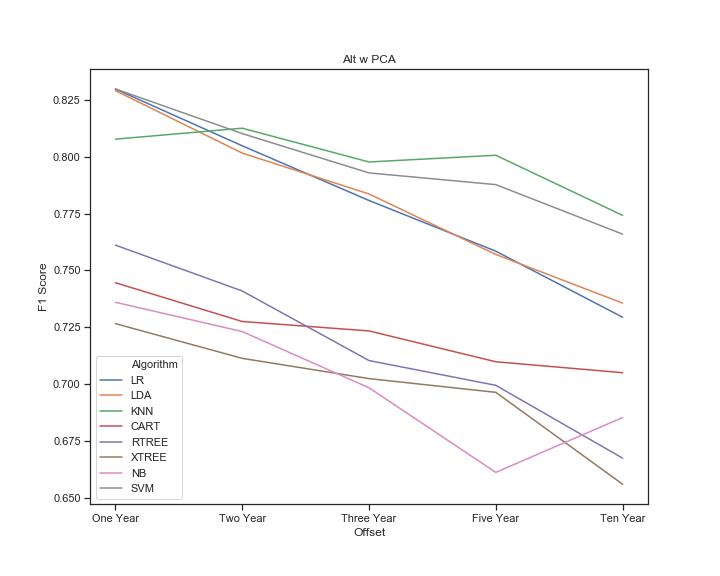 Alt w PCA
F1 Score
0.825
0.800
0.775
0.750
0.725
0.700
0.675
0.650
Algorithm
LR
LDA
KNN
CART
RTREE
XTREE
NB
SVM
One Year Two Year Three Year Five Year Ten Year
Offset